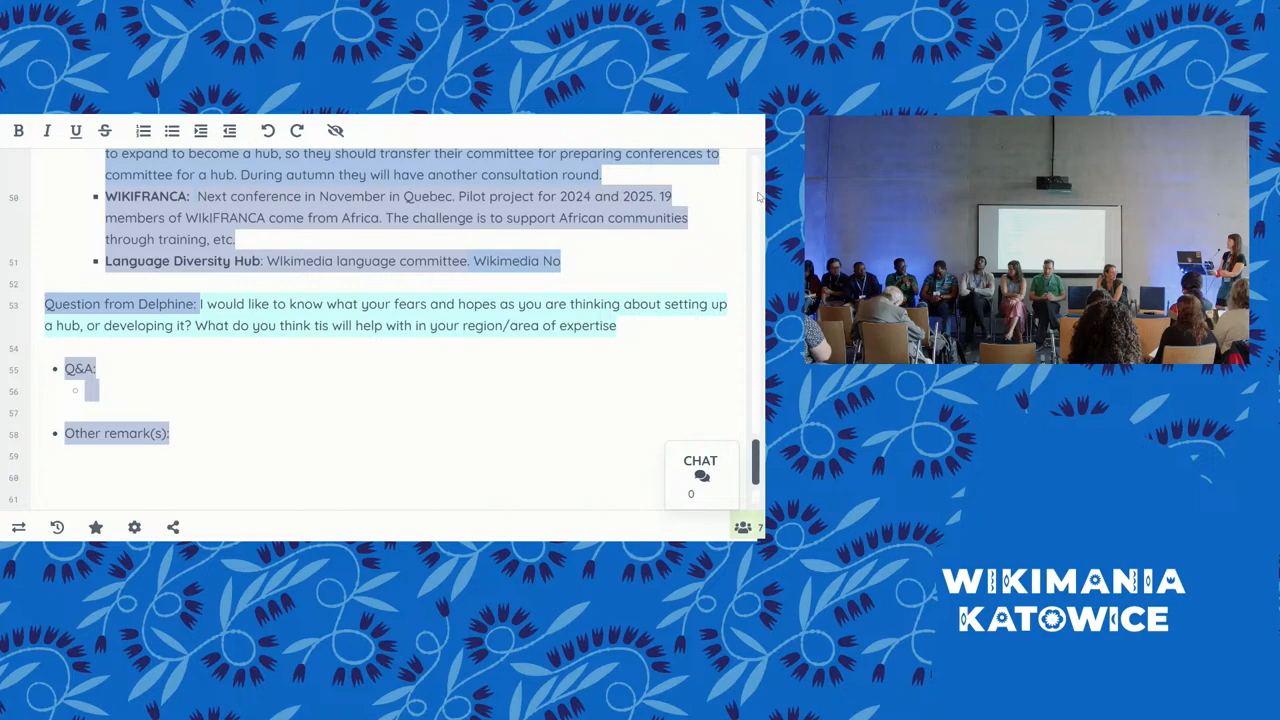 B I U S
to expand to become a hub, so they should transfer their committee for preparing conferences to
committee for a hub. During autumn they will have another consultation round.
50
WIKIFRANCA: Next conference in November in Quebec. Pilot project for 2024 and 2025. 19
members of WIKIFRANCA come from Africa. The challenge is to support African communities
through training, etc.
51
Language Diversity Hub: WIkimedia language committee. Wikimedia No
52
53
Question from Delphine: I would like to know what your fears and hopes as you are thinking about setting up
a hub, or developing it? What do you think tis will help with in your region/area of expertise
54
55
Q&A:
56
57
58
Other remark(s):
59
60
61
CHAT
0
7
WIKIMANIA
KATOWICE